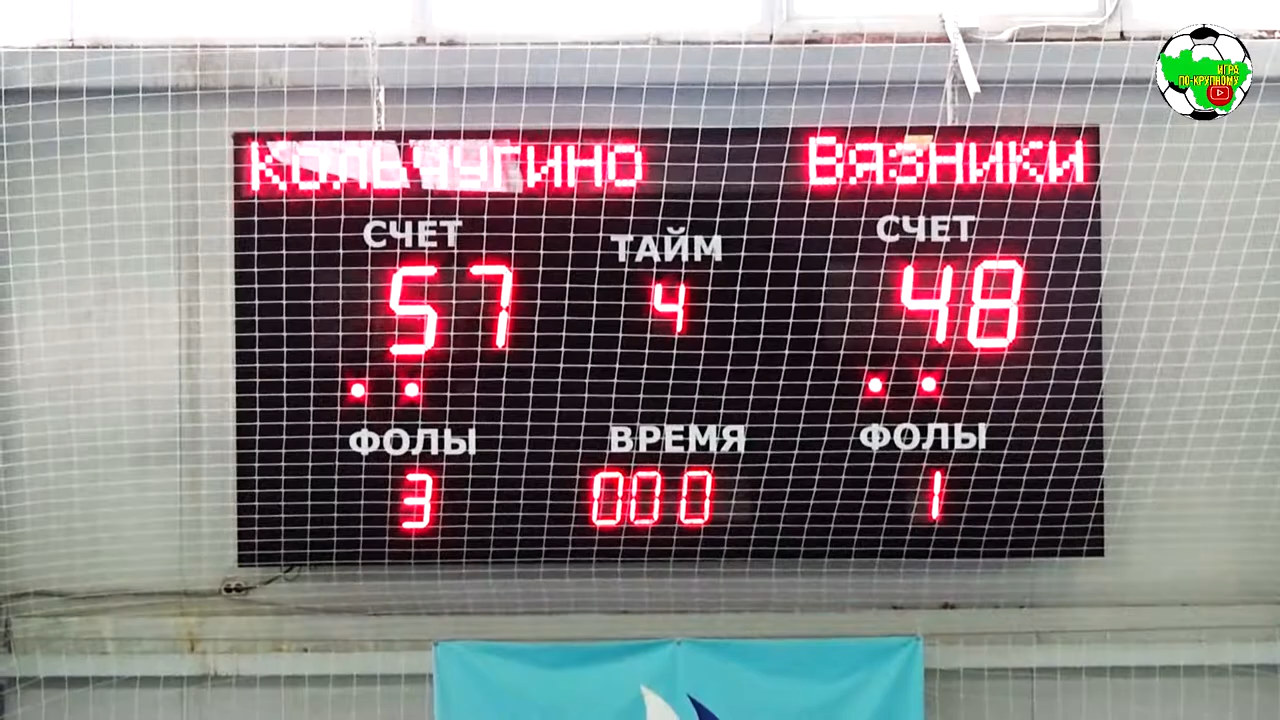 ИГРА
ПО-КРУПНОМУ
Кольчугино Вязники
СЧЕТ ТАЙМ СЧЕТ
57 4 48
ФОЛЫ ВРЕМЯ ФОЛЫ
3 000 1